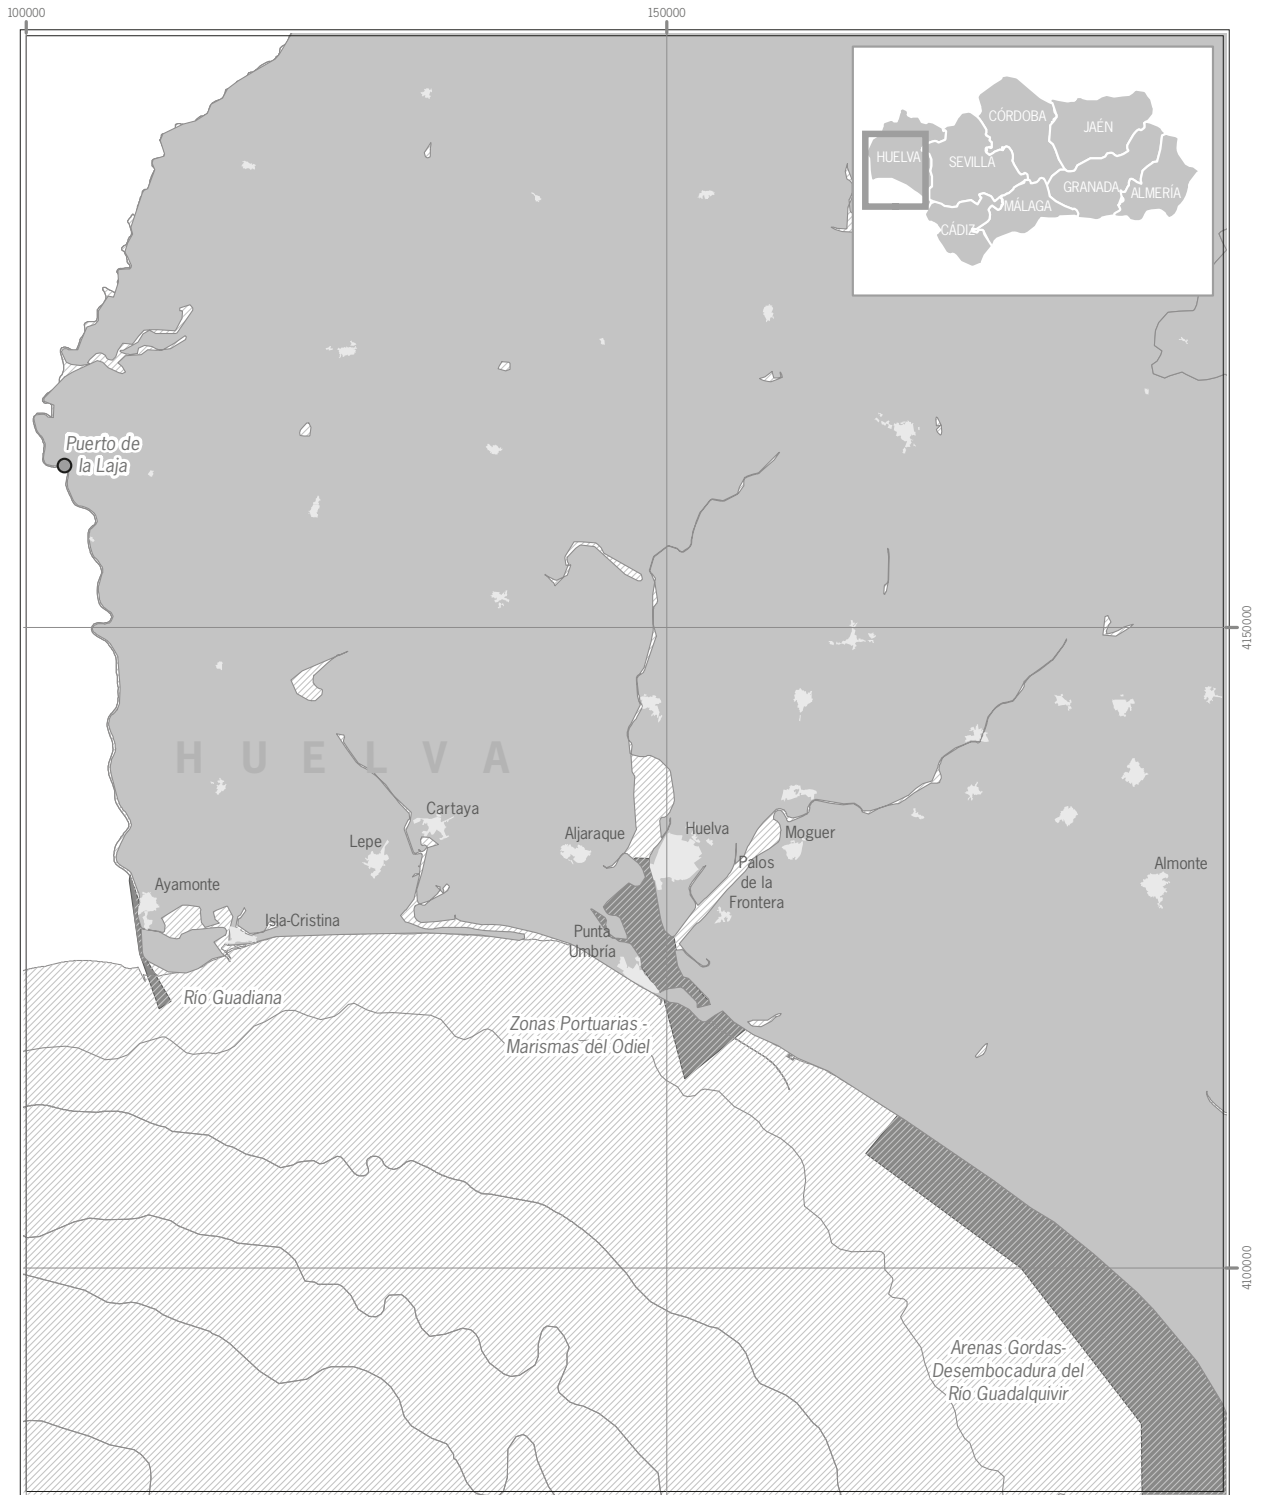 100000
150000
CÓRDOBA
JAÉN
HUELVA
SEVILLA
GRANADA
ALMERÍA
MÁLAGA
CÁDIZ
Puerto de
la Laja
4150000
HUELVA
Cartaya
Lepe
Aljaraque
Huelva
Moguer
Palos
de la
Frontera
Almonte
Ayamonte
Isla-Cristina
Punta
Umbría
Río Guadiana
Zonas Portuarias -
Marismas del Odiel
4100000
Arenas Gordas-
Desembocadura del
Río Guadalquivir